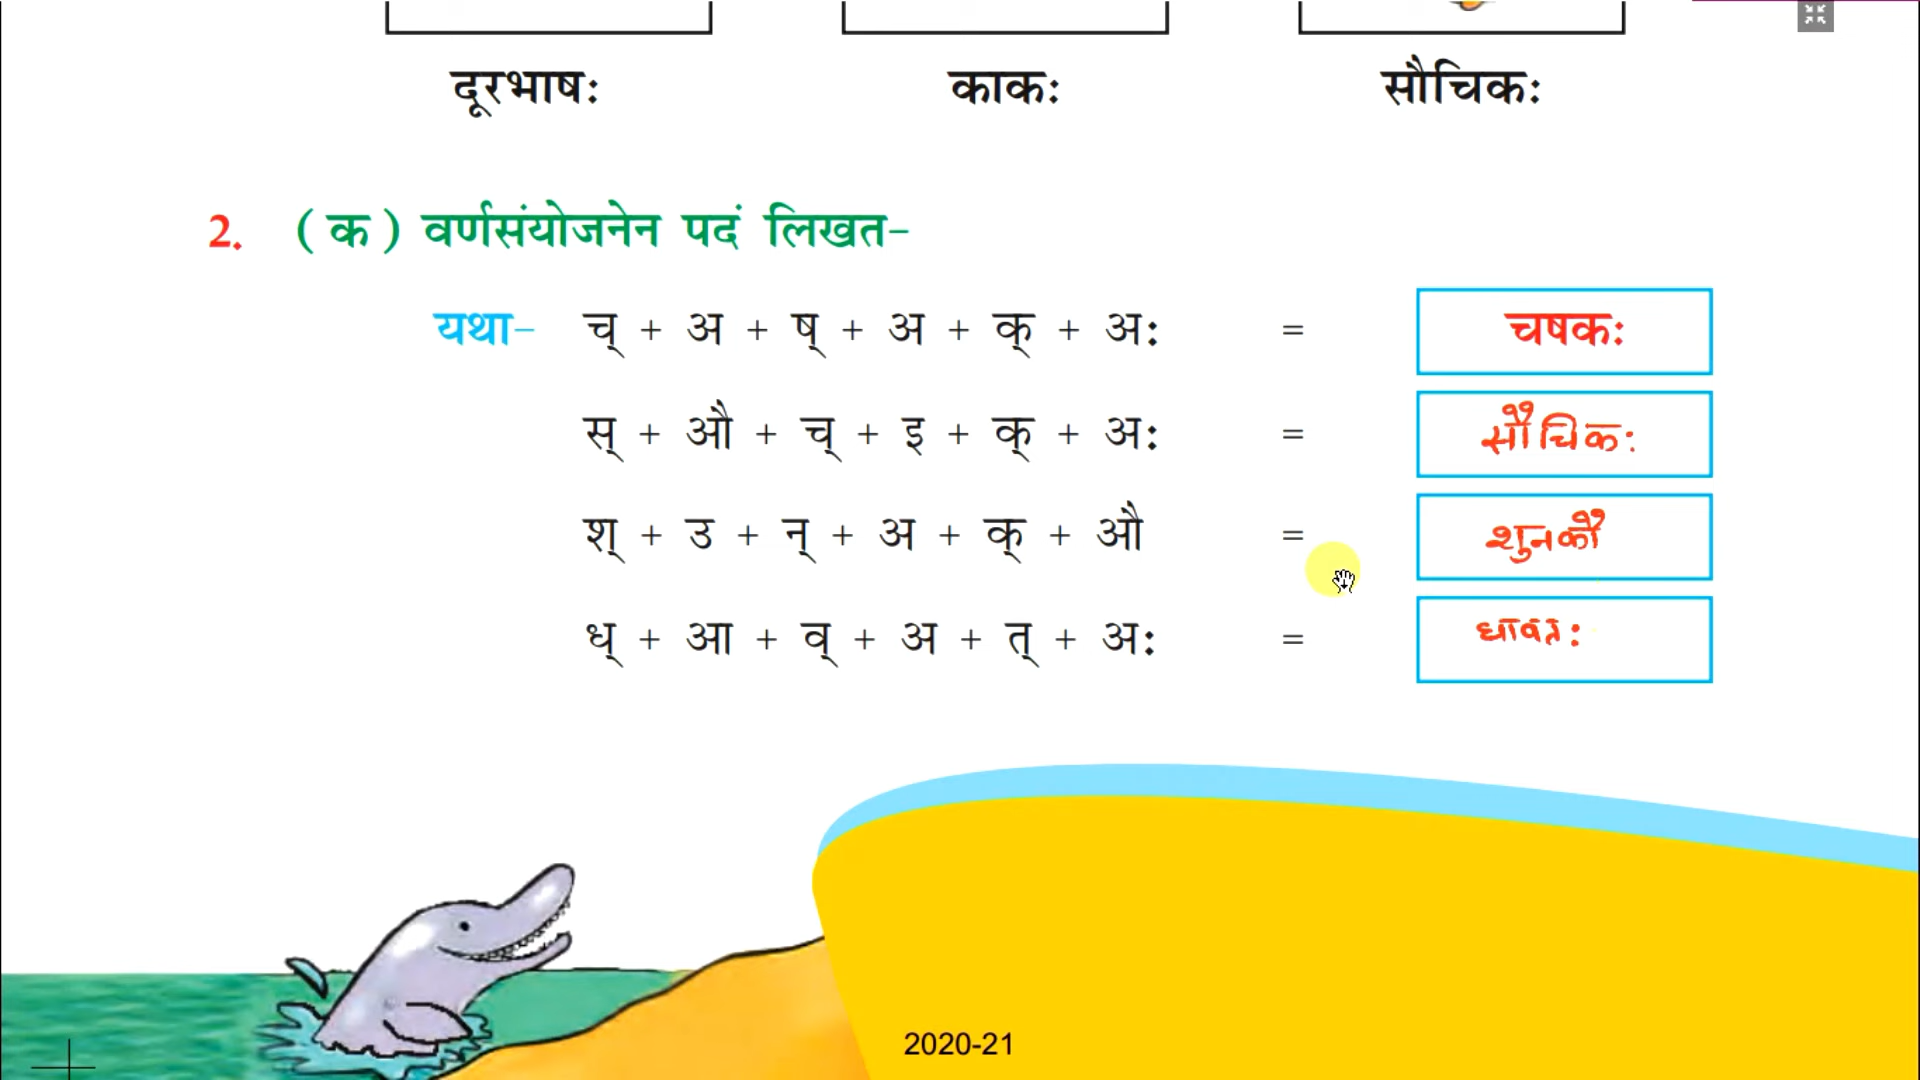 दूरभाषः काकः सौचिकः
2. (क) वर्णसंयोजनेन पदं लिखत-
यथा- च् + अ + ष् + अ + क् + अः = चषकः
स् + औ + च् + इ + क् + अः = सौचिकः
श् + उ + न् + अ + क् + औ = शुनकौ
ध् + आ + व् + अ + त् + अः = धावतः
2020-21